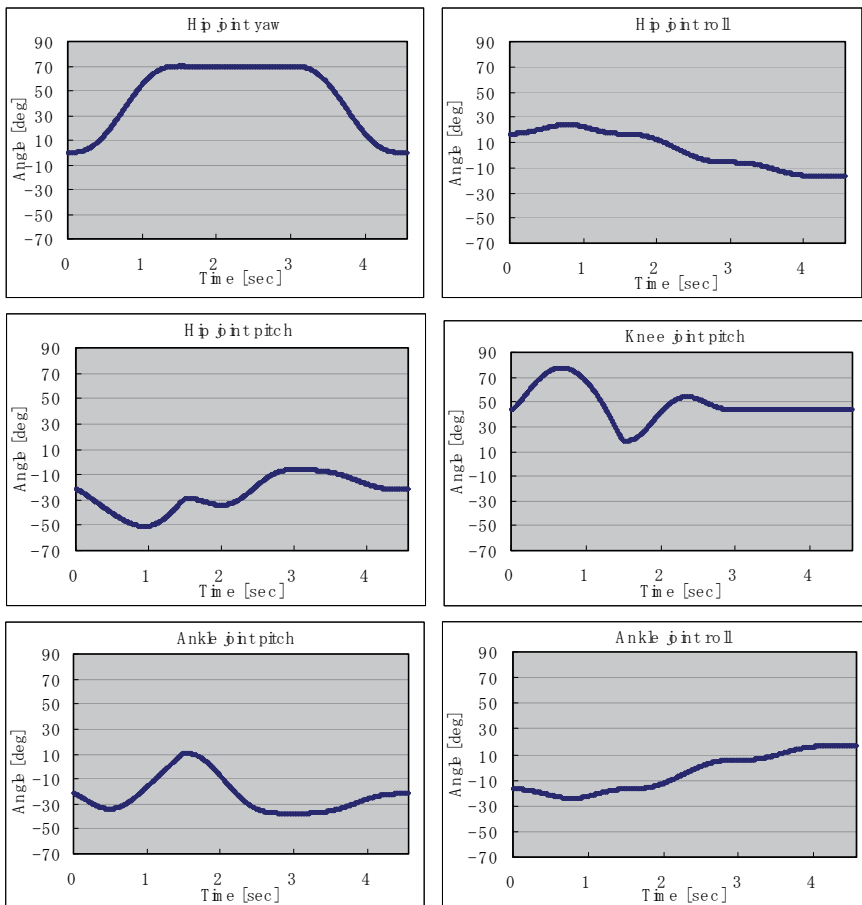 Hip joint yaw
90
70
50
30
10
-10
-30
-50
-70
Angle [deg]
0 1 2 3 4
Time [sec]
Hip joint roll
90
70
50
30
10
-10
-30
-50
-70
Angle [deg]
0 1 2 3 4
Time [sec]
Hip joint pitch
90
70
50
30
10
-10
-30
-50
-70
Angle [deg]
0 1 2 3 4
Time [sec]
Knee joint pitch
90
70
50
30
10
-10
-30
-50
-70
Angle [deg]
0 1 2 3 4
Time [sec]
Ankle joint pitch
90
70
50
30
10
-10
-30
-50
-70
Angle [deg]
0 1 2 3 4
Time [sec]
Ankle joint roll
90
70
50
30
10
-10
-30
-50
-70
Angle [deg]
0 1 2 3 4
Time [sec]